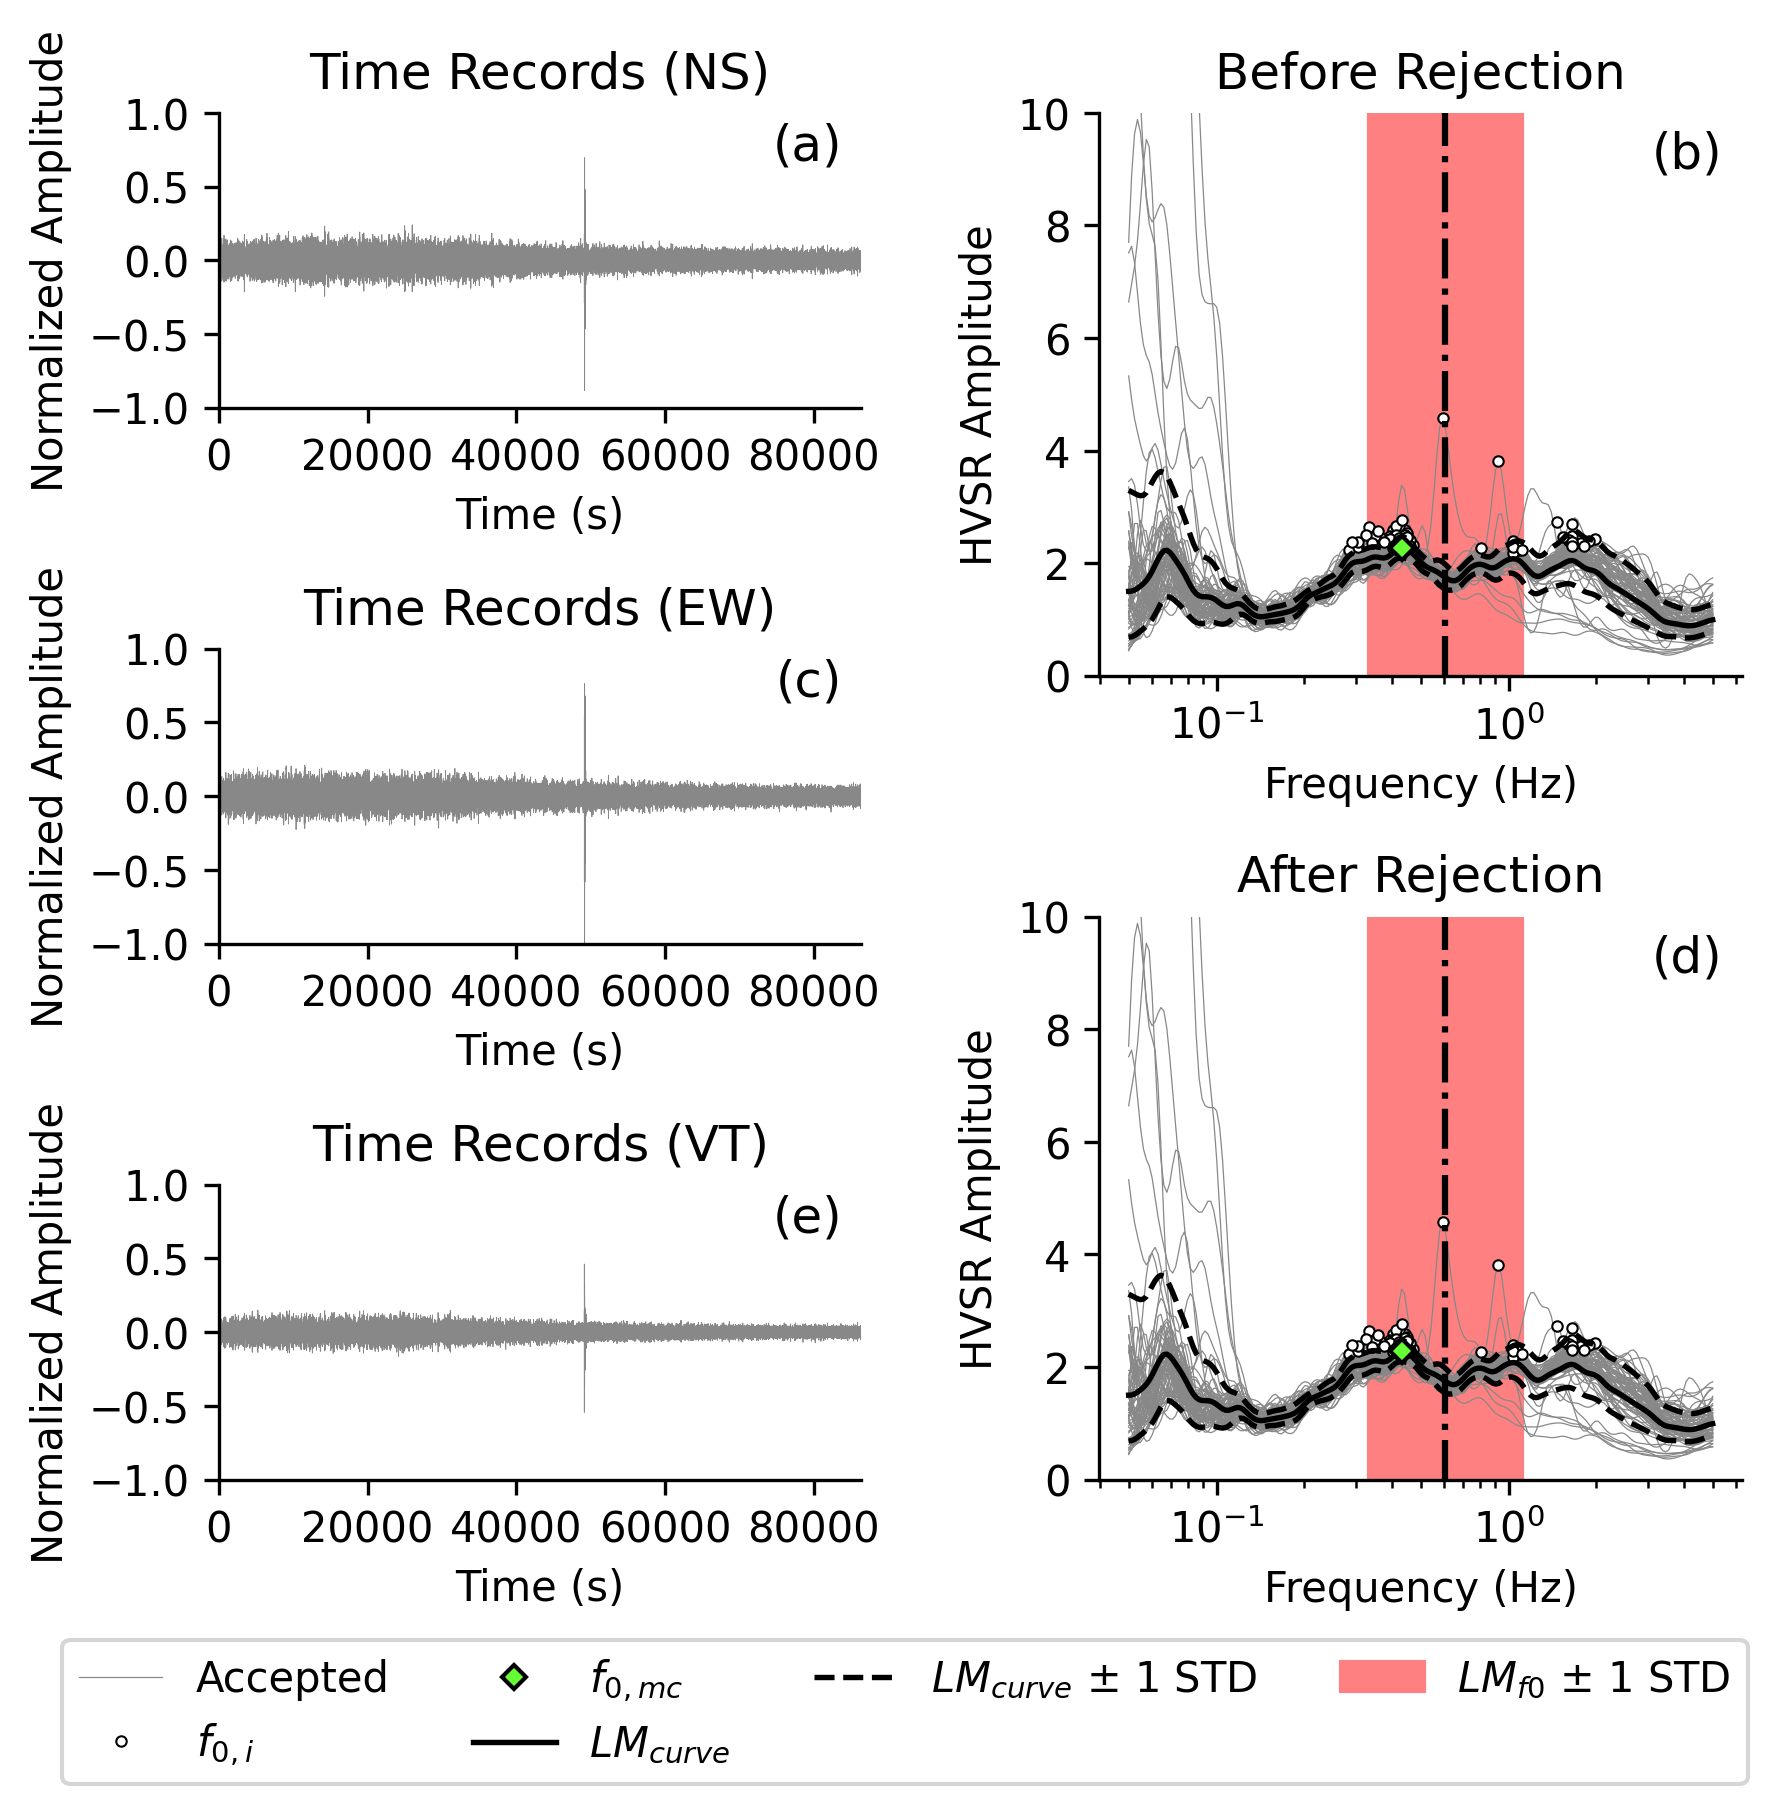 Time Records (NS)
(a)
Normalized Amplitude
1.0
0.5
0.0
−0.5
−1.0
0 20000 40000 60000 80000
Time (s)
Before Rejection
(b)
HVSR Amplitude
10
8
6
4
2
0
10⁻¹ 10⁰
Frequency (Hz)
Time Records (EW)
(c)
Normalized Amplitude
1.0
0.5
0.0
−0.5
−1.0
0 20000 40000 60000 80000
Time (s)
After Rejection
(d)
HVSR Amplitude
10
8
6
4
2
0
10⁻¹ 10⁰
Frequency (Hz)
Time Records (VT)
(e)
Normalized Amplitude
1.0
0.5
0.0
−0.5
−1.0
0 20000 40000 60000 80000
Time (s)
Accepted f0,mc LMcurve ± 1 STD LMf0 ± 1 STD
f0,i LMcurve